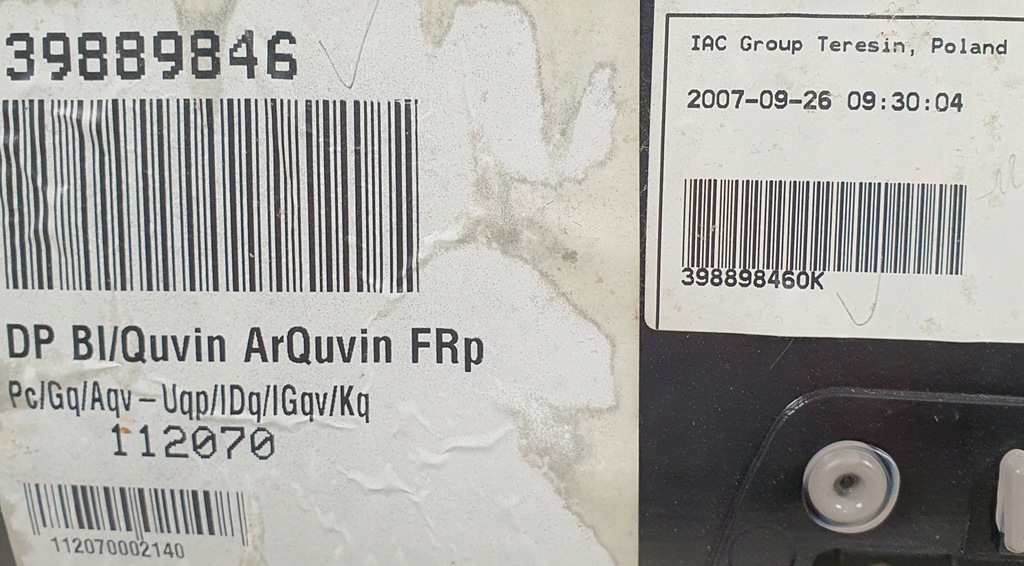 39889846
DP Bl/Quvin ArQuvin FRp
Pc/Gq/Aqv – Uqp/IDq/IGqv/Kq
112070
112070002140
IAC Group Teresin, Poland
2007-09-26 09:30:04
398898460K